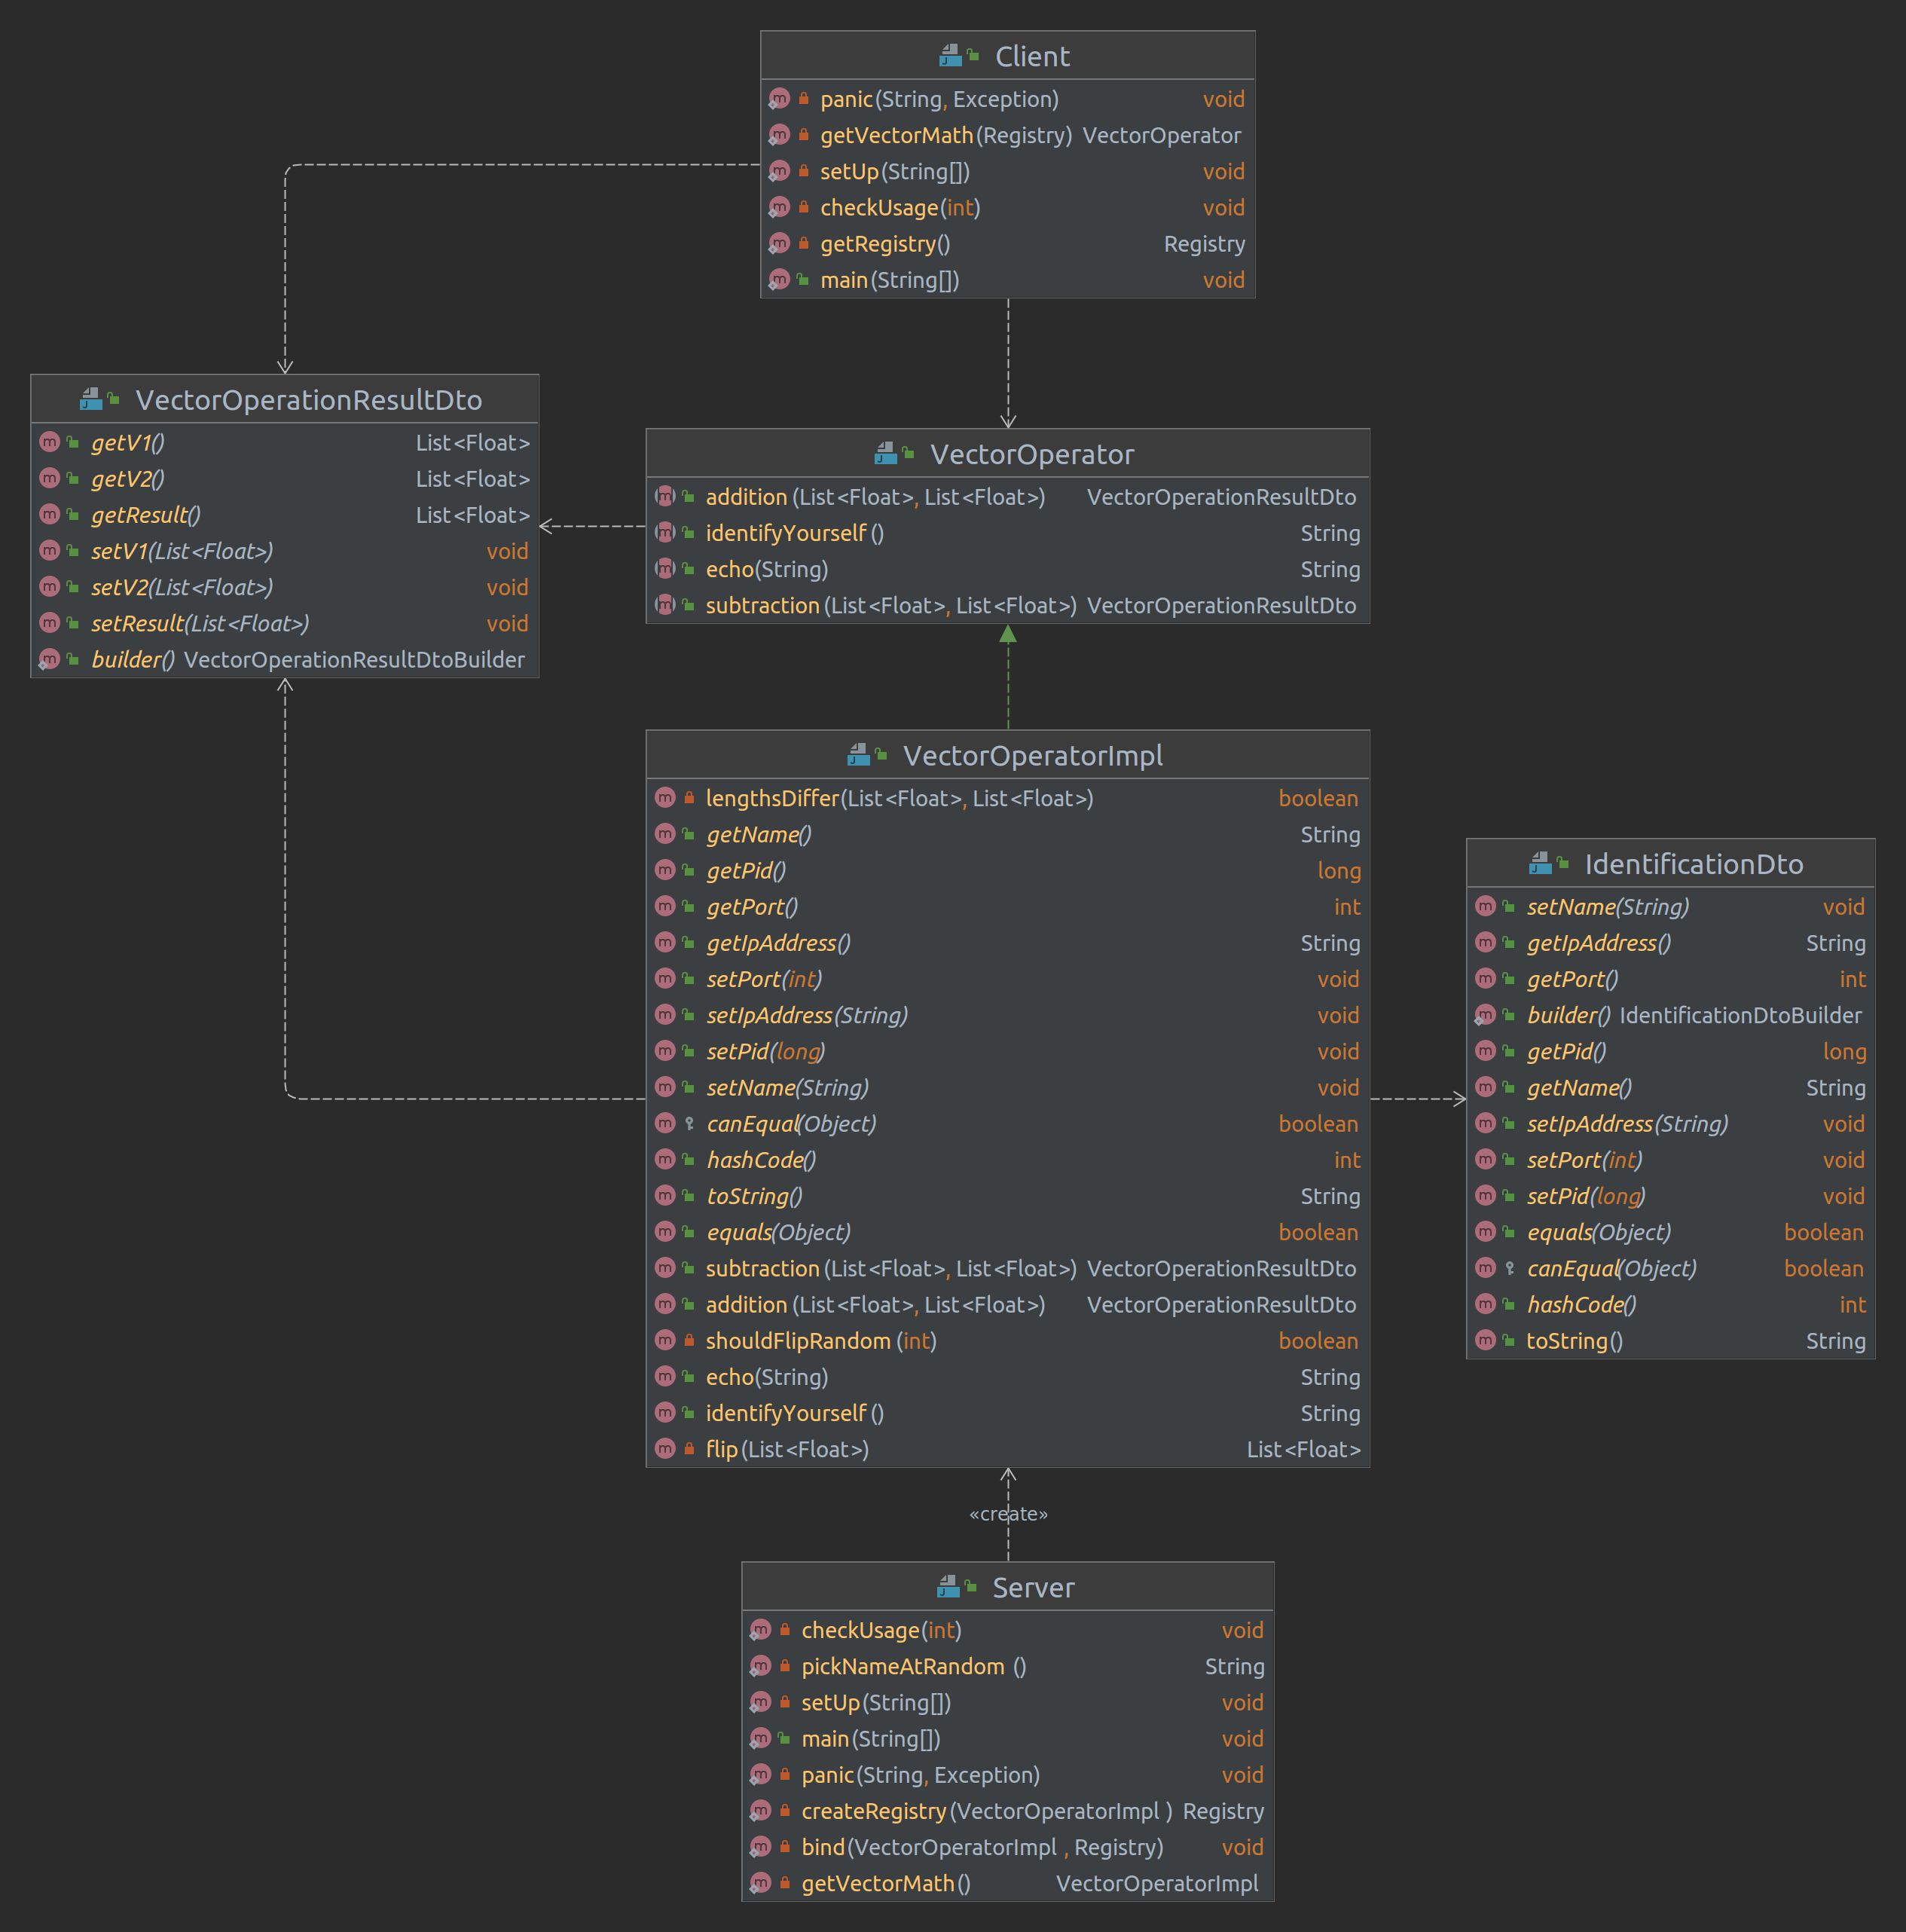 Client
panic(String, Exception) void
getVectorMath(Registry) VectorOperator
setUp(String[]) void
checkUsage(int) void
getRegistry() Registry
main(String[]) void
VectorOperationResultDto
getV1() List<Float>
getV2() List<Float>
getResult() List<Float>
setV1(List<Float>) void
setV2(List<Float>) void
setResult(List<Float>) void
builder() VectorOperationResultDtoBuilder
VectorOperator
addition(List<Float>, List<Float>) VectorOperationResultDto
identifyYourself() String
echo(String) String
subtraction(List<Float>, List<Float>) VectorOperationResultDto
VectorOperatorImpl
lengthsDiffer(List<Float>, List<Float>) boolean
getName() String
getPid() long
getPort() int
getIpAddress() String
setPort(int) void
setIpAddress(String) void
setPid(long) void
setName(String) void
canEqual(Object) boolean
hashCode() int
toString() String
equals(Object) boolean
subtraction(List<Float>, List<Float>) VectorOperationResultDto
addition(List<Float>, List<Float>) VectorOperationResultDto
shouldFlipRandom(int) boolean
echo(String) String
identifyYourself() String
flip(List<Float>) List<Float>
IdentificationDto
setName(String) void
getIpAddress() String
getPort() int
builder() IdentificationDtoBuilder
getPid() long
getName() String
setIpAddress(String) void
setPort(int) void
setPid(long) void
equals(Object) boolean
canEqual(Object) boolean
hashCode() int
toString() String
«create»
Server
checkUsage(int) void
pickNameAtRandom() String
setUp(String[]) void
main(String[]) void
panic(String, Exception) void
createRegistry(VectorOperatorImpl) Registry
bind(VectorOperatorImpl, Registry) void
getVectorMath() VectorOperatorImpl